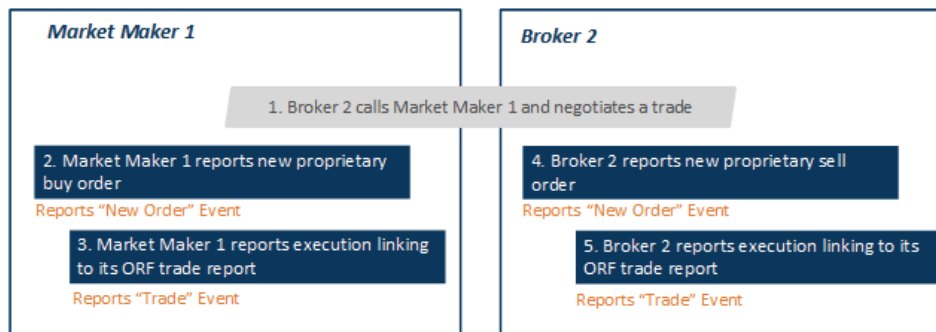 Market Maker 1
Broker 2
1. Broker 2 calls Market Maker 1 and negotiates a trade
2. Market Maker 1 reports new proprietary
buy order
Reports “New Order” Event
3. Market Maker 1 reports execution linking
to its ORF trade report
Reports “Trade” Event
4. Broker 2 reports new proprietary sell
order
Reports “New Order” Event
5. Broker 2 reports execution linking to its
ORF trade report
Reports “Trade” Event